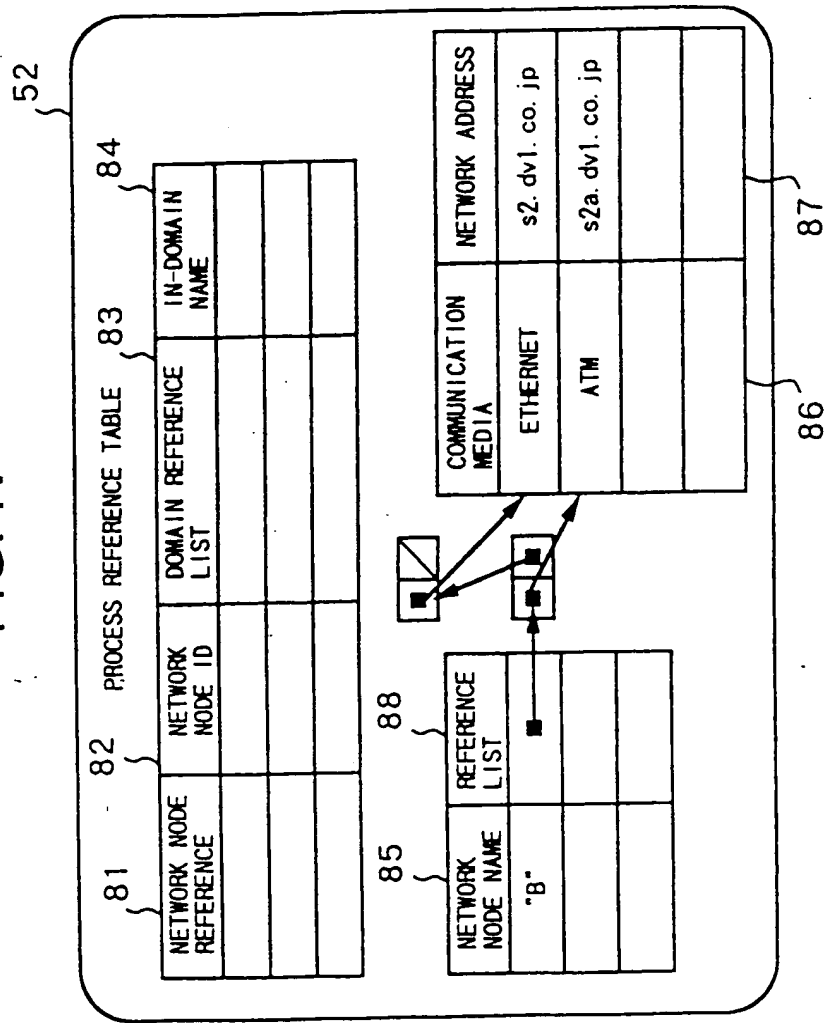 52
PROCESS REFERENCE TABLE
81
82
83
84
NETWORK NODE
REFERENCE
NETWORK
NODE ID
DOMAIN REFERENCE
LIST
IN-DOMAIN
NAME
85
88
NETWORK
NODE NAME
REFERENCE
LIST
"B"
COMMUNICATION
MEDIA
NETWORK ADDRESS
ETHERNET
s2. dv1. co. jp
ATM
s2a. dv1. co. jp
86
87